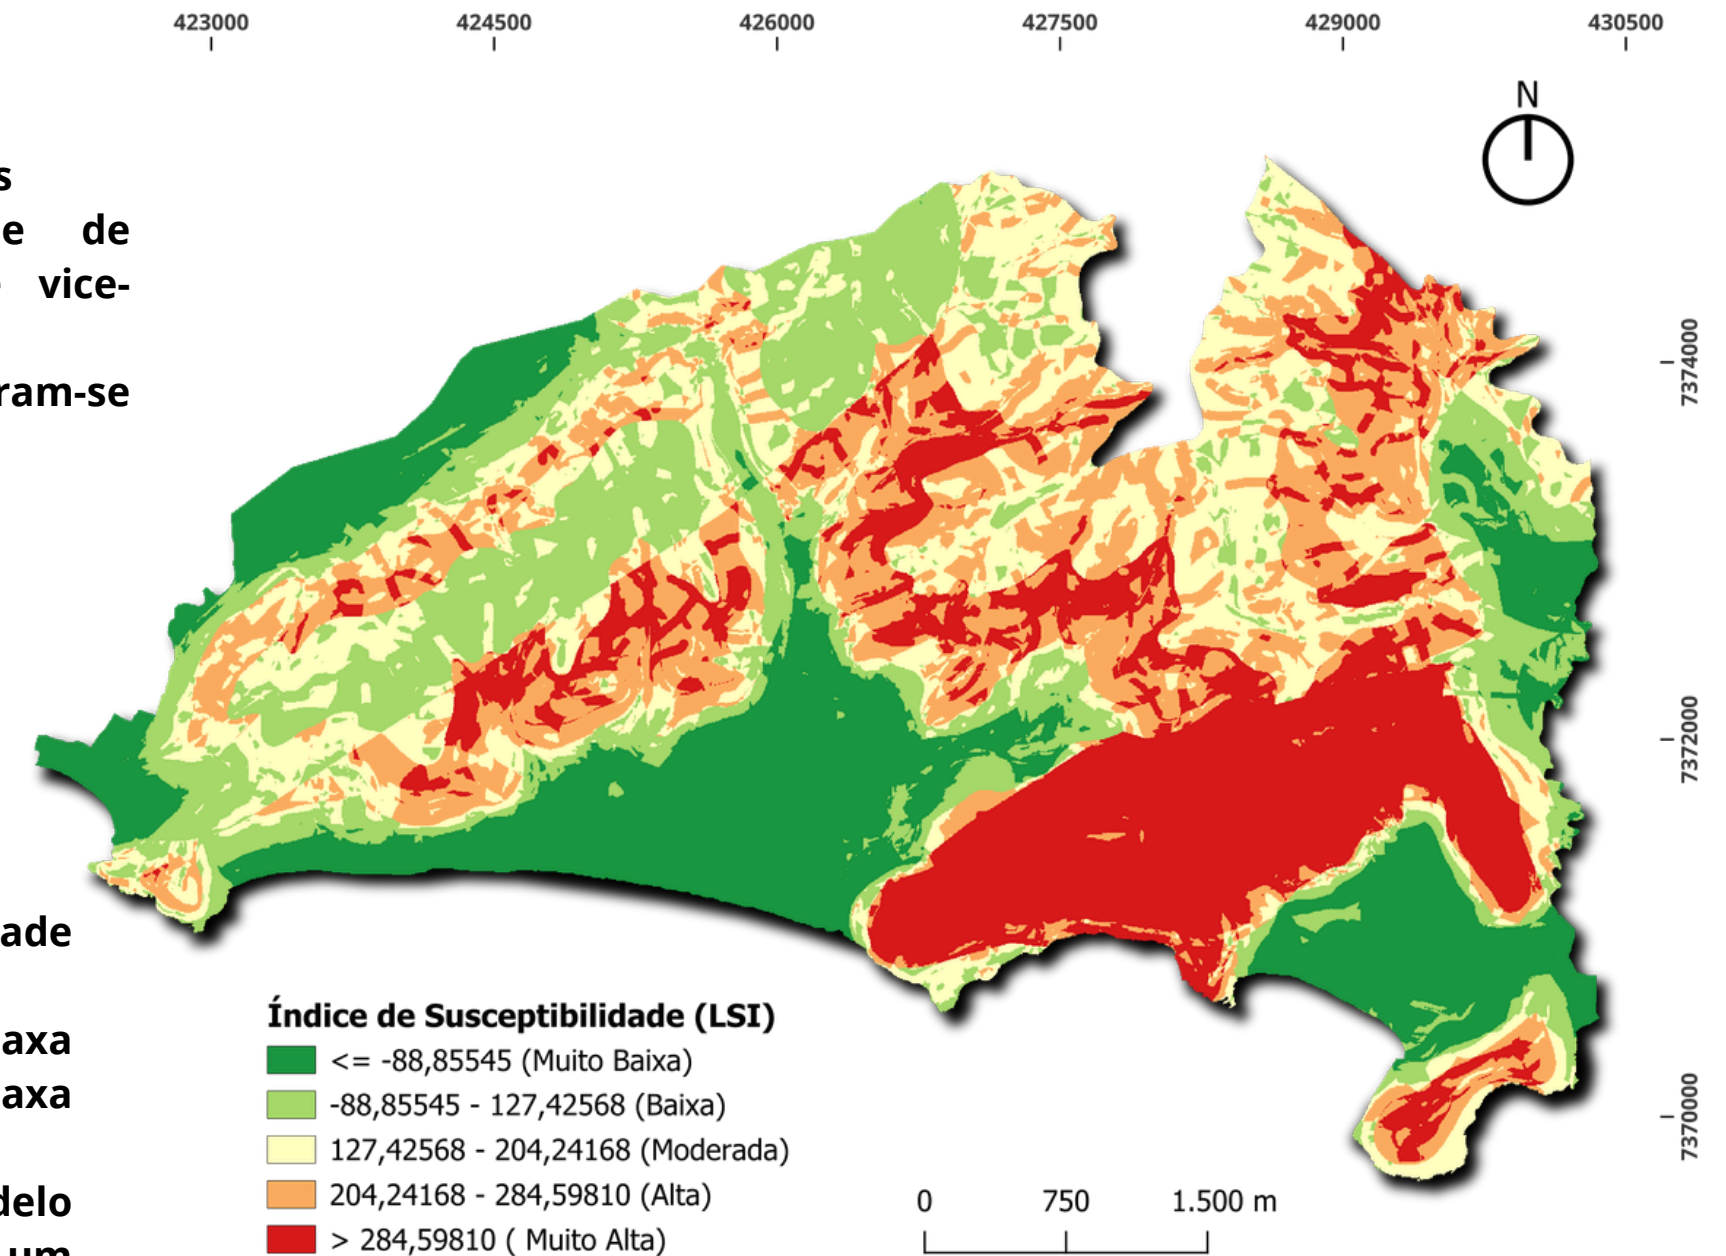 423000 424500 426000 427500 429000 430500
N
s
e de
vice-
ram-se
7374000
7372000
7370000
ade
axa
axa
delo
um
Índice de Susceptibilidade (LSI)
<= -88,85545 (Muito Baixa)
-88,85545 - 127,42568 (Baixa)
127,42568 - 204,24168 (Moderada)
204,24168 - 284,59810 (Alta)
> 284,59810 ( Muito Alta)
0 750 1.500 m